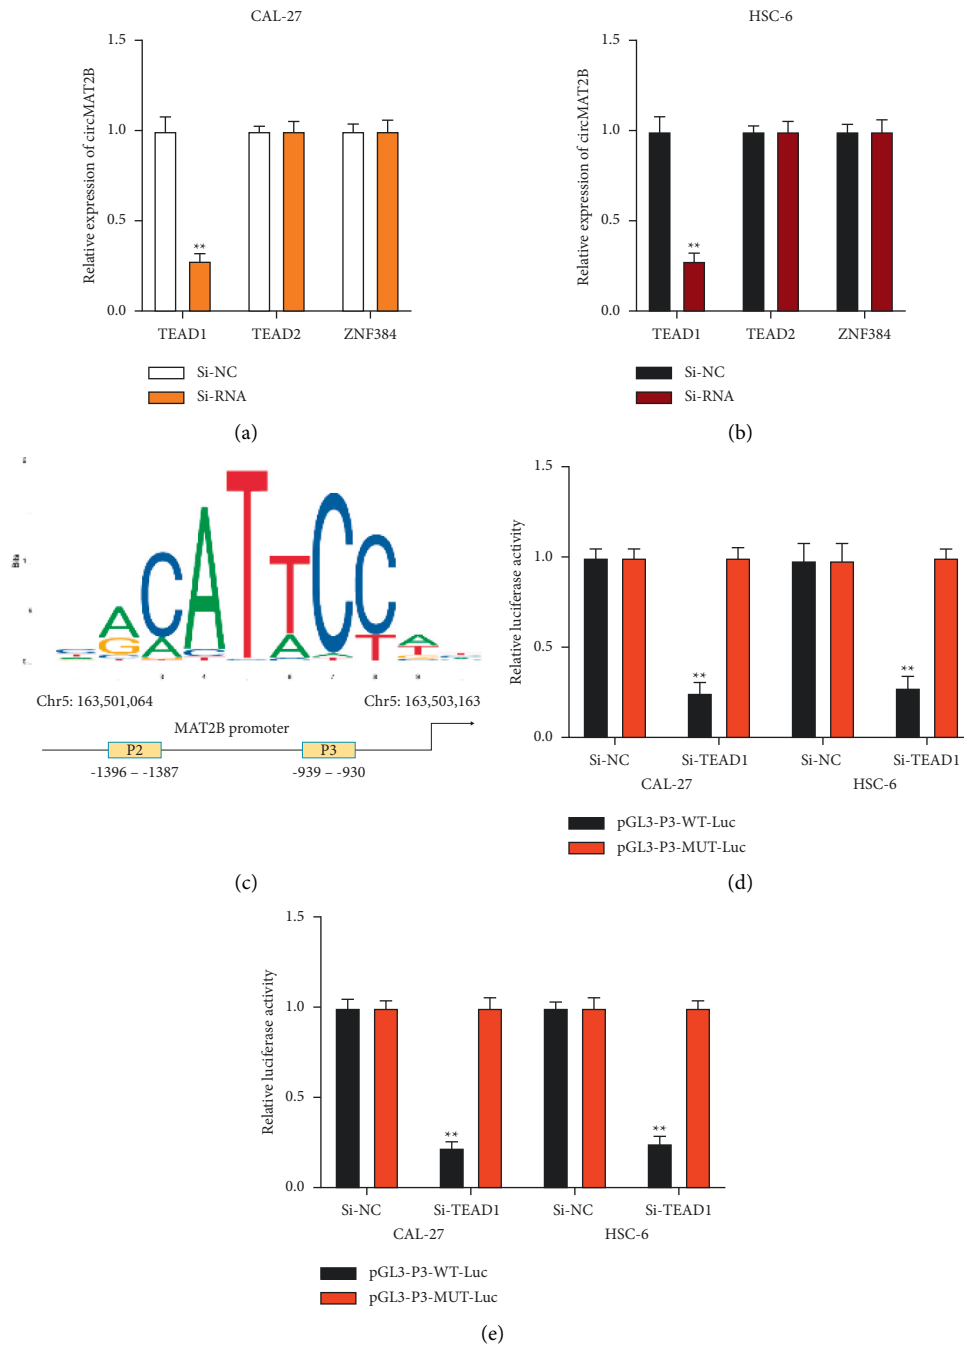 CAL-27
Relative expression of circMAT2B
1.5
1.0
0.5
0.0
**
TEAD1 TEAD2 ZNF384
Si-NC
Si-RNA
(a)
HSC-6
Relative expression of circMAT2B
1.5
1.0
0.5
0.0
**
TEAD1 TEAD2 ZNF384
Si-NC
Si-RNA
(b)
Bits
Chr5: 163,501,064 Chr5: 163,503,163
MAT2B promoter
P2 P3
-1396 – -1387 -939 – -930
(c)
Relative luciferase activity
1.5
1.0
0.5
0.0
** **
Si-NC Si-TEAD1 Si-NC Si-TEAD1
CAL-27 HSC-6
pGL3-P3-WT-Luc
pGL3-P3-MUT-Luc
(d)
Relative luciferase activity
1.5
1.0
0.5
0.0
** **
Si-NC Si-TEAD1 Si-NC Si-TEAD1
CAL-27 HSC-6
pGL3-P3-WT-Luc
pGL3-P3-MUT-Luc
(e)